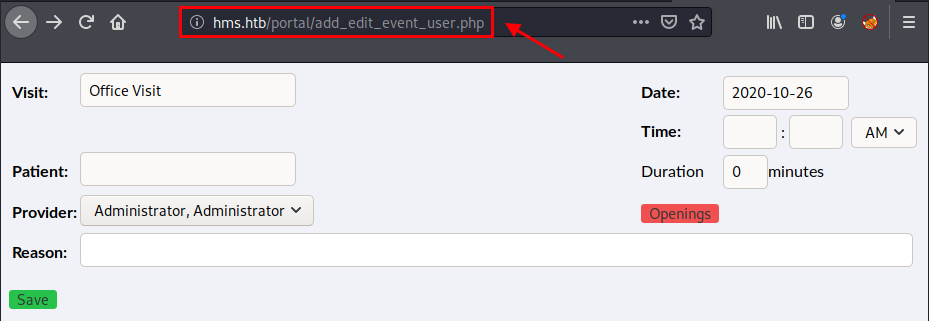 hms.htb/portal/add_edit_event_user.php
Visit: Office Visit Date: 2020-10-26
Time: : AM
Patient: Duration 0 minutes
Provider: Administrator, Administrator Openings
Reason:
Save